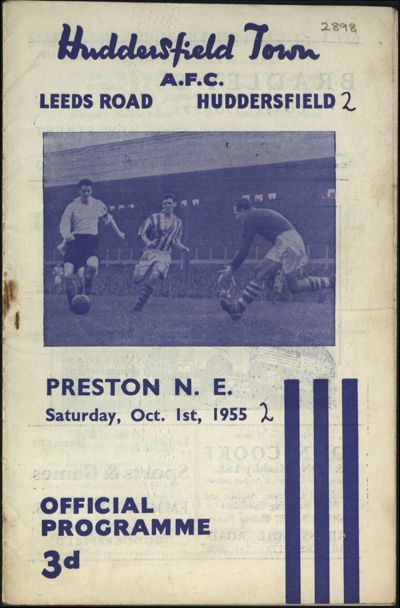 2898
Huddersfield Town
A.F.C.
LEEDS ROAD HUDDERSFIELD 2
PRESTON N. E.
Saturday, Oct. 1st, 1955 2
OFFICIAL
PROGRAMME
3d